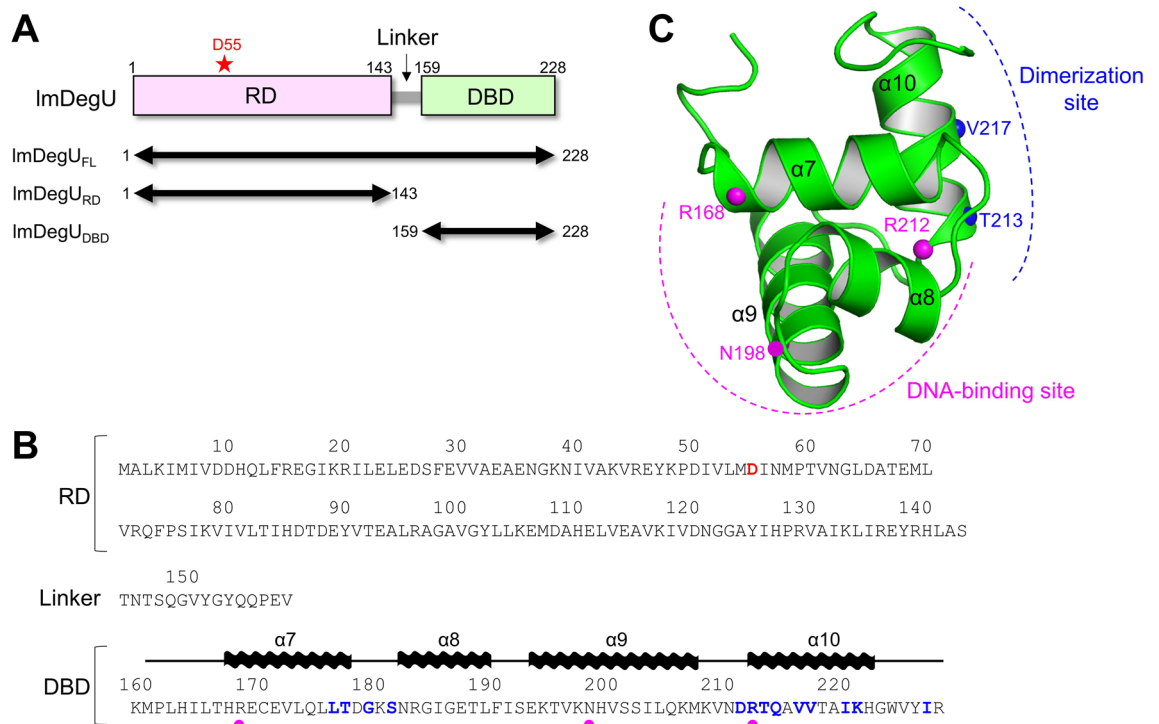 A
D55
Linker
1 143 159 228
lmDegU RD DBD
lmDegU_FL 1 228
lmDegU_RD 1 143
lmDegU_DBD 159 228
C
α10
Dimerization
site
V217
α7
R168
R212
T213
α8
α9
N198
DNA-binding site
B
10 20 30 40 50 60 70
RD
MALKIMIVDDHQLFREGIKRILELEDSFEVVAEAENGKNIVAKVREYKPDIVLMDINMPTVNGLDATEML
80 90 100 110 120 130 140
VRQFPSIKVIVLTIHDTDEYVTEALRAGAVGYLLKEMDAHELVEAVKIVDNGGAYIHPRVAIKLIREYRHLAS
150
Linker TNTSQGVYGYQQPEV
α7 α8 α9 α10
DBD
160 170 180 190 200 210 220
KMPLHILTHRECEVLQLLTDGKSNRGIGETLFISEKTVKNHVSSILQKMKVNDRTQAVVTAIKHGWVYIR